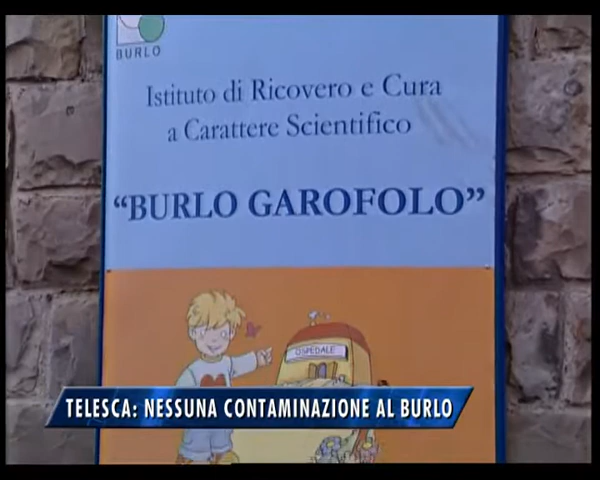 BURLO
Istituto di Ricovero e Cura
a Carattere Scientifico
"BURLO GAROFOLO"
OSPEDALE
TELESCA: NESSUNA CONTAMINAZIONE AL BURLO